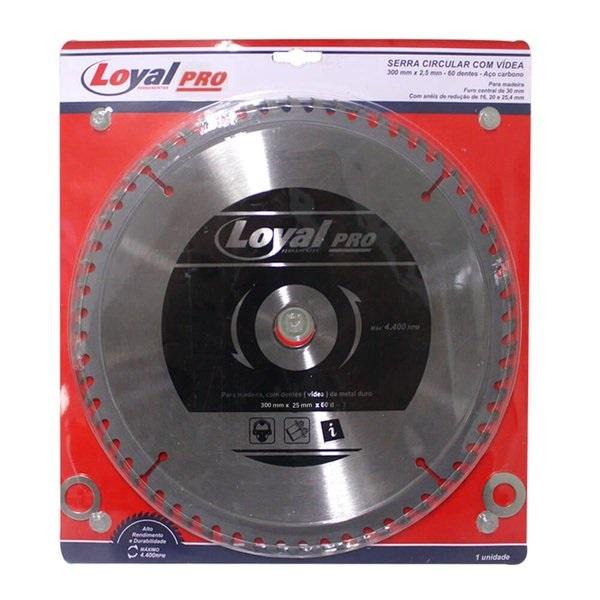 Loyal PRO
FERRAMENTAS
SERRA CIRCULAR COM VÍDEA
300 mm x 2,5 mm - 60 dentes - Aço carbono
Para madeira
Furo central de 30 mm
Com anéis de redução de 16, 20 e 25,4 mm
Loyal PRO
FERRAMENTAS
Máx 4.400 RPM
Para madeira, com dentes ( vídea ) de metal duro
300 mm x 25 mm x 60 d
i
Alto
Rendimento
e Durabilidade
MÁXIMO
4.400RPM
1 unidade